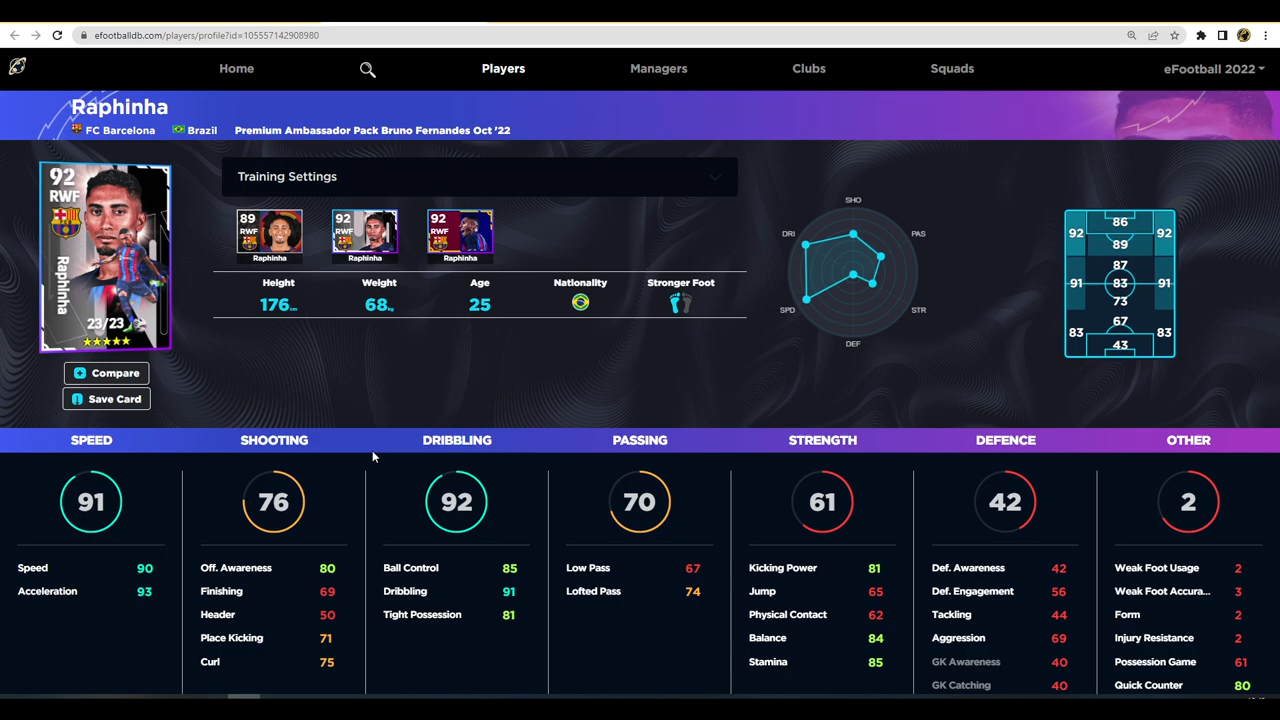 efootballdb.com/players/profile?id=105557142908980
Home Players Managers Clubs Squads eFootball 2022
Raphinha
FC Barcelona Brazil Premium Ambassador Pack Bruno Fernandes Oct '22
92
RWF
Raphinha
23/23
Training Settings
89 RWF Raphinha
92 RWF Raphinha
92 RWF Raphinha
Height Weight Age Nationality Stronger Foot
176cm 68kg 25
SHO
DRI PAS
SPD STR
DEF
86
92 92
89
87
91 83 91
73
67
83 83
43
Compare
Save Card
SPEED SHOOTING DRIBBLING PASSING STRENGTH DEFENCE OTHER
91 76 92 70 61 42 2
Speed 90 Off. Awareness 80 Ball Control 85 Low Pass 67 Kicking Power 81 Def. Awareness 42 Weak Foot Usage 2
Acceleration 93 Finishing 69 Dribbling 91 Lofted Pass 74 Jump 65 Def. Engagement 56 Weak Foot Accura... 3
Header 50 Tight Possession 81 Physical Contact 62 Tackling 44 Form 2
Place Kicking 71 Balance 84 Aggression 69 Injury Resistance 2
Curl 75 Stamina 85 GK Awareness 40 Possession Game 61
GK Catching 40 Quick Counter 80